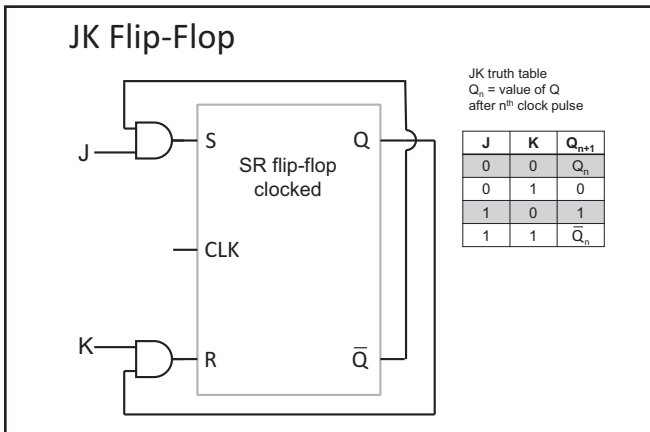 JK Flip-Flop
JK truth table
Qₙ = value of Q
after nᵗʰ clock pulse
J K Qₙ₊₁
0 0 Qₙ
0 1 0
1 0 1
1 1 Q̅ₙ
J
S
Q
SR flip-flop
clocked
CLK
K
R
Q̅